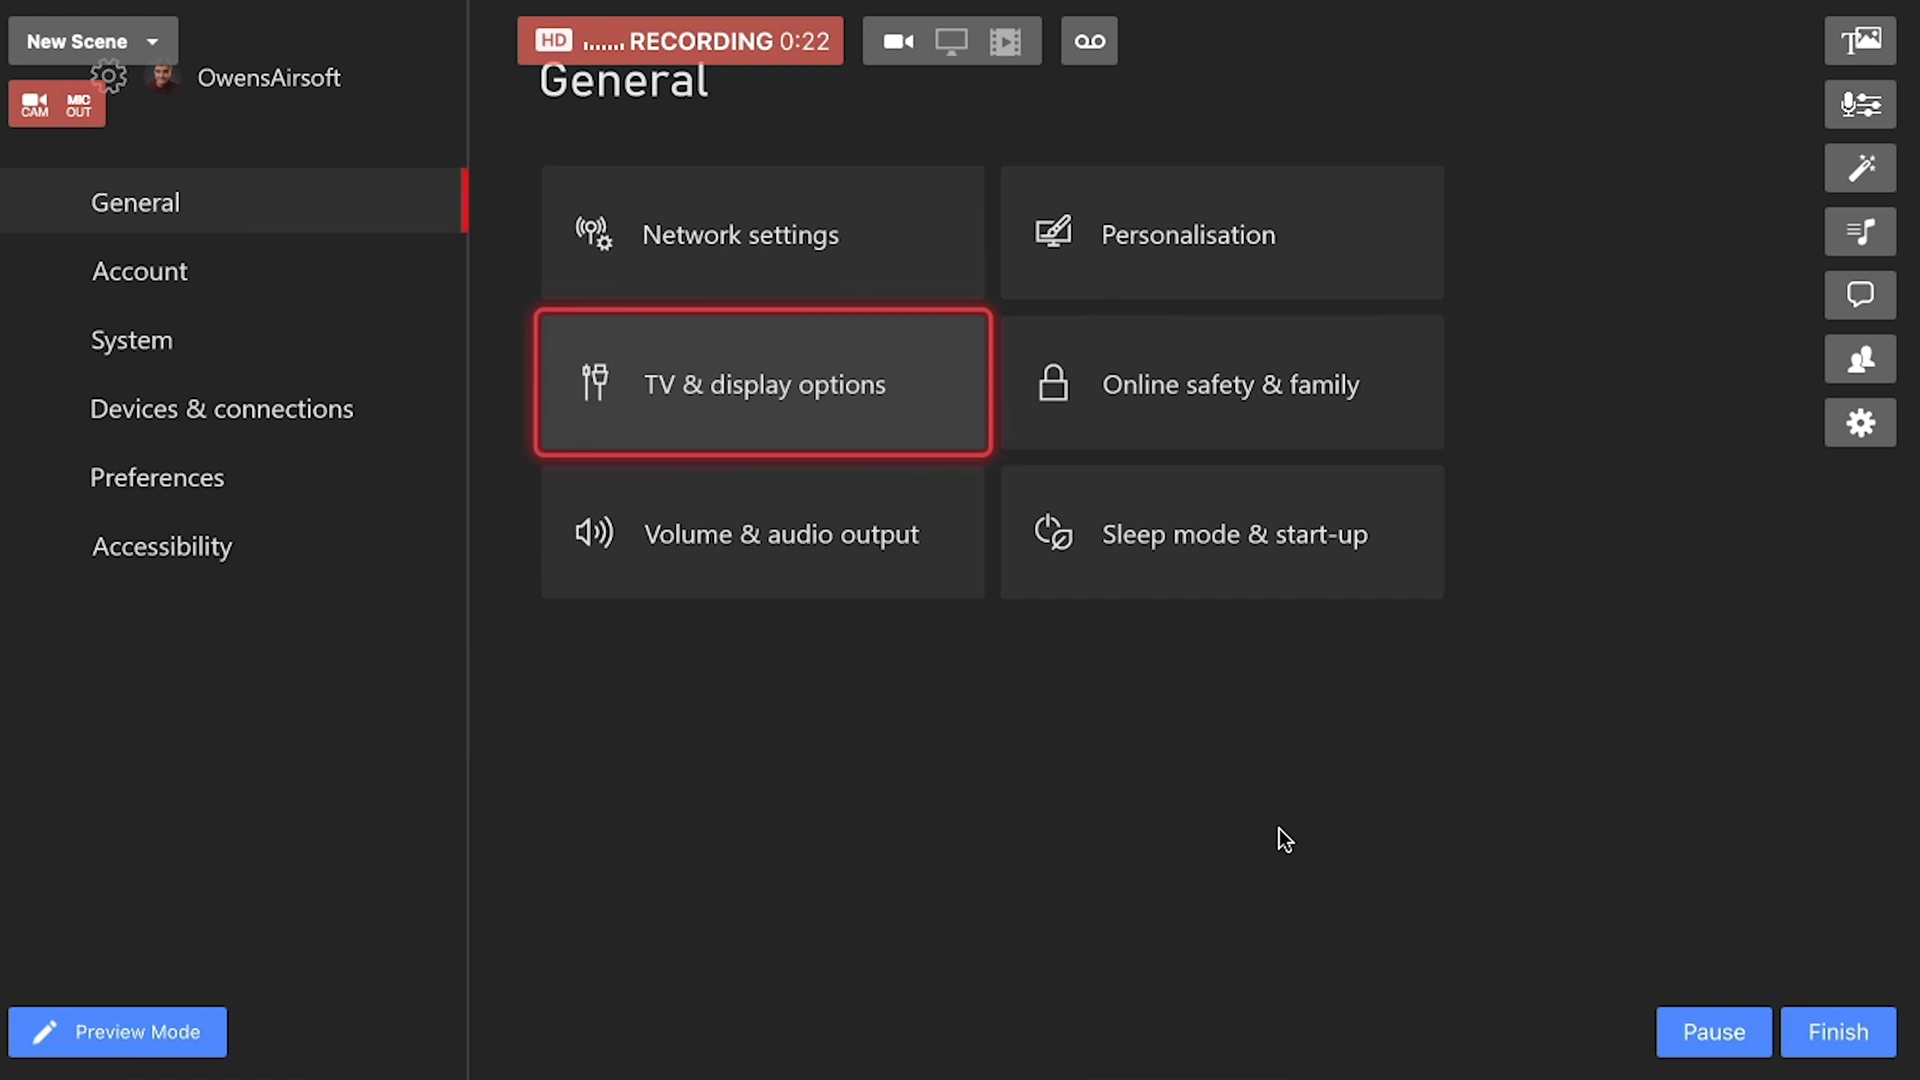 New Scene
HD RECORDING 0:22
OwensAirsoft
General
CAM MIC OUT
General
Account
System
Devices & connections
Preferences
Accessibility
Network settings
Personalisation
TV & display options
Online safety & family
Volume & audio output
Sleep mode & start-up
T
Preview Mode
Pause
Finish